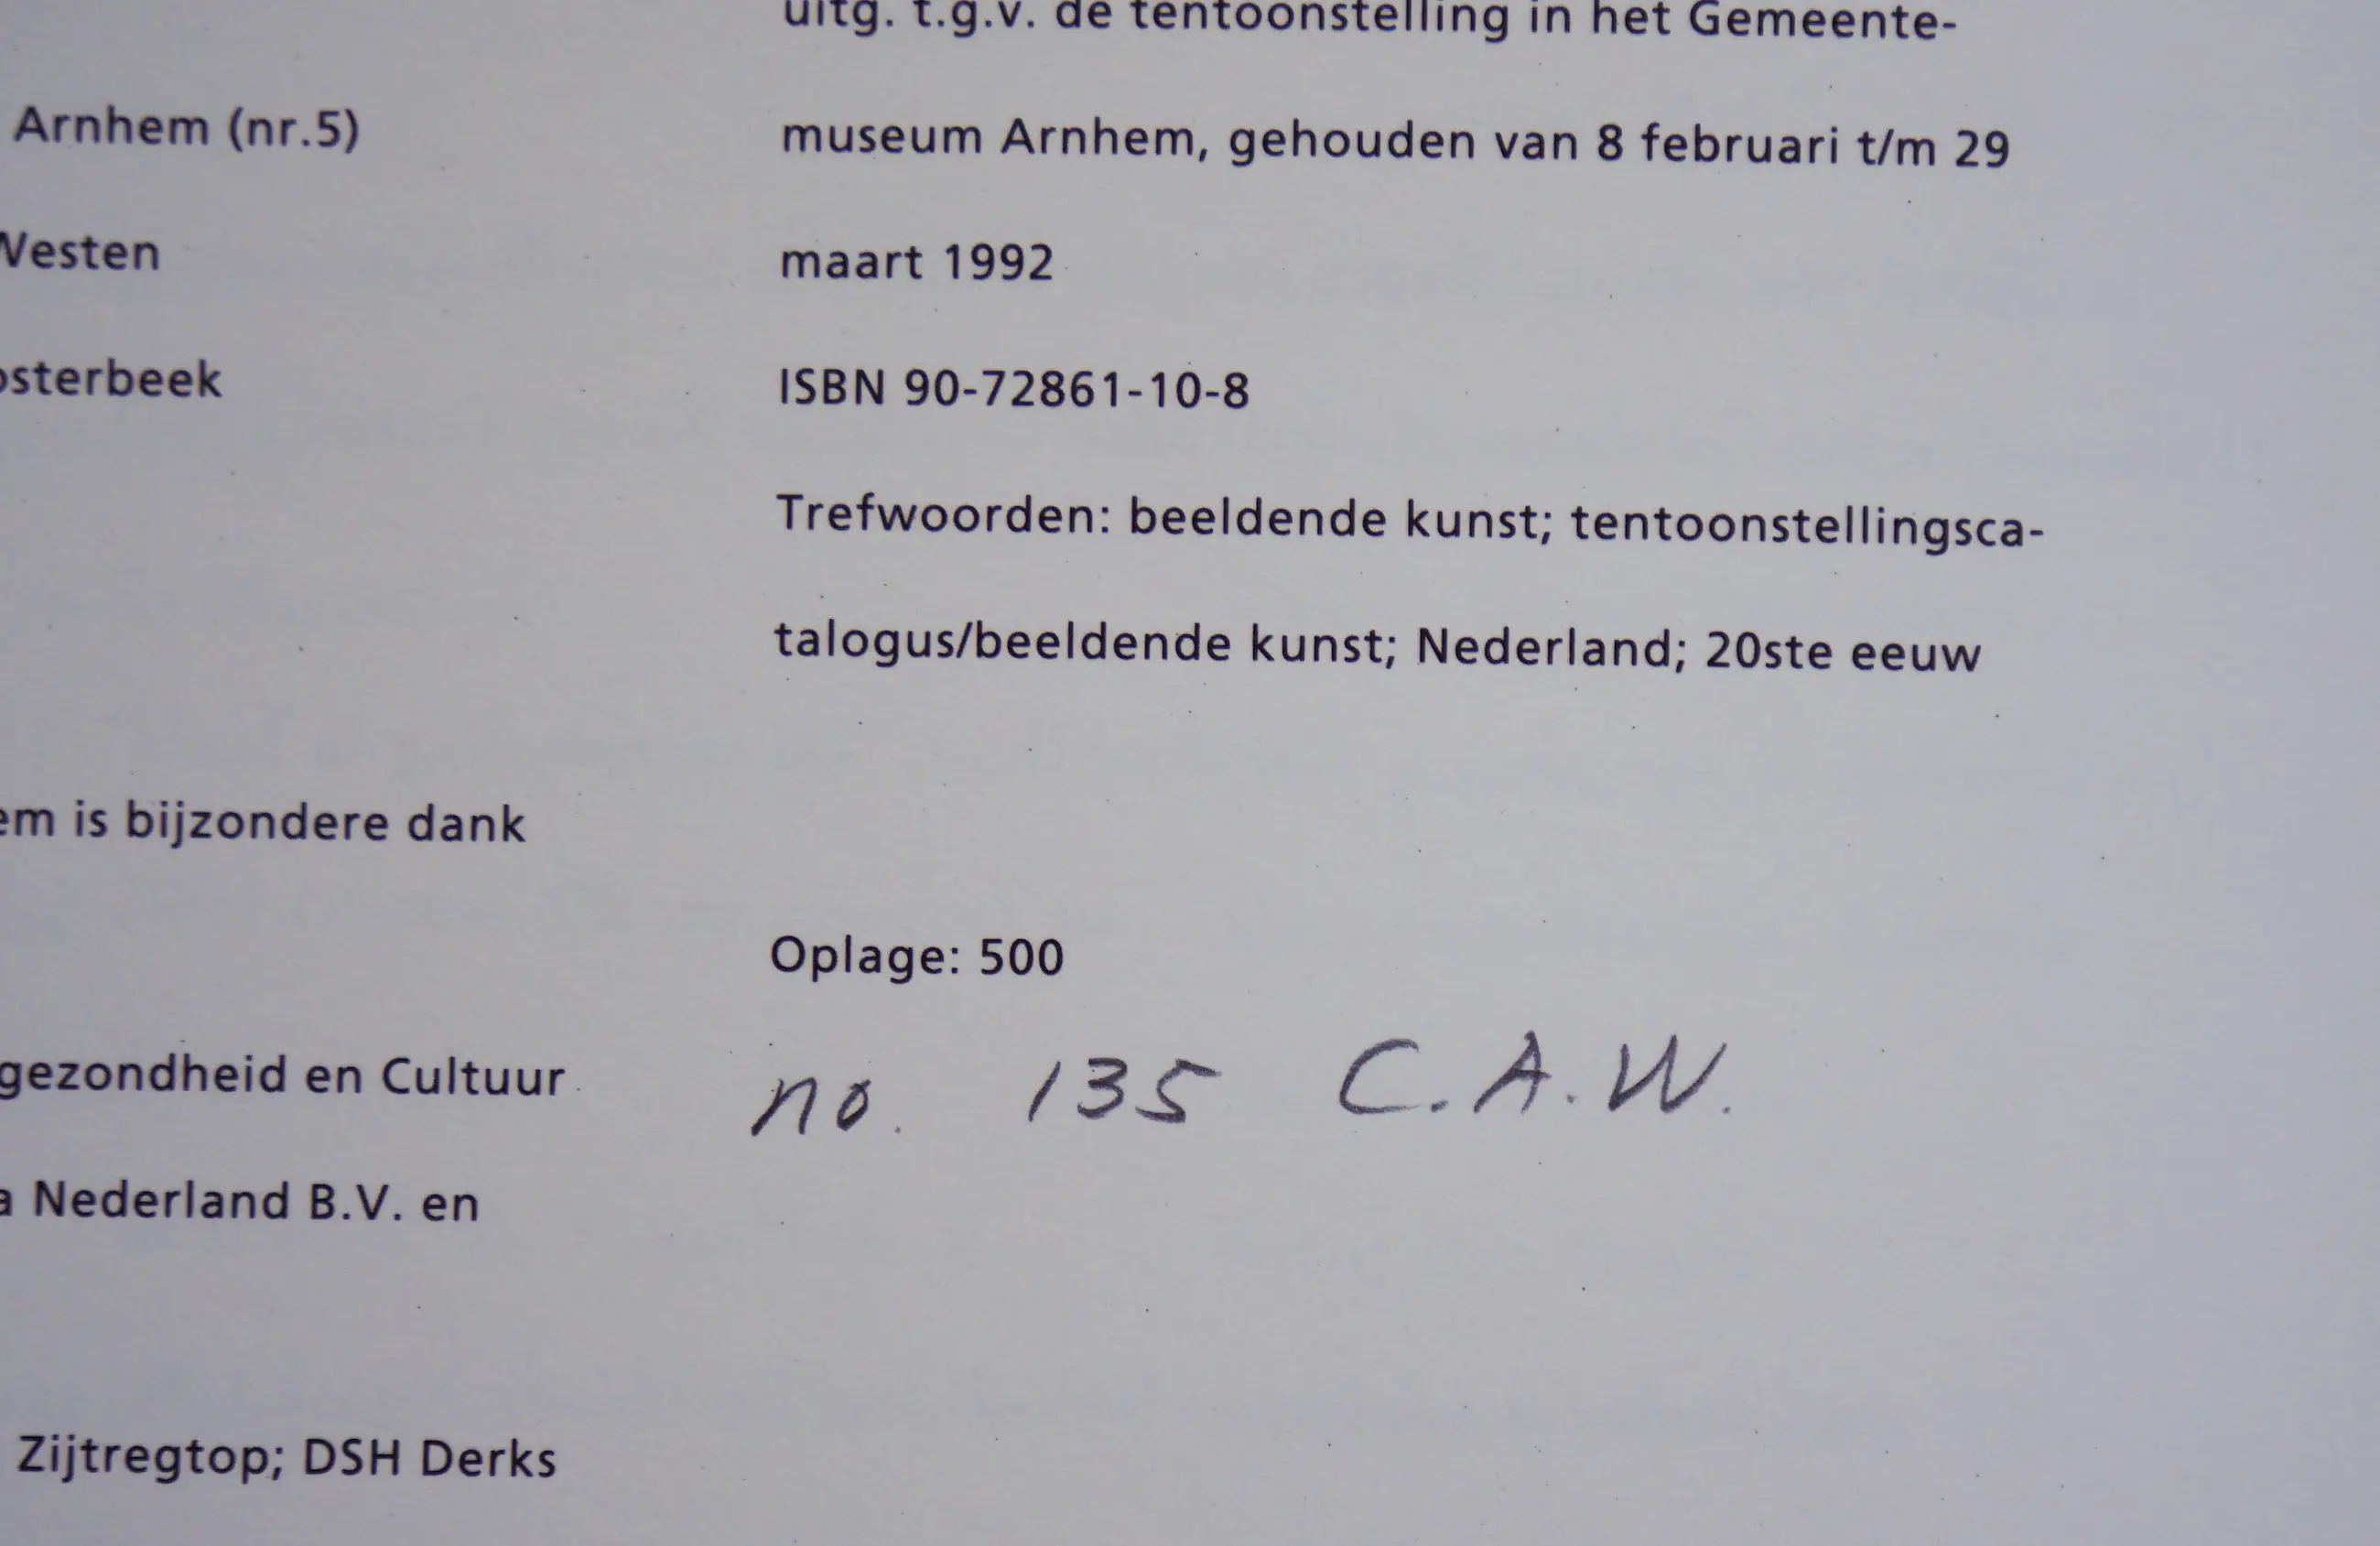 Arnhem (nr.5)
Westen
osterbeek
em is bijzondere dank
gezondheid en Cultuur
a Nederland B.V. en
Zijtregtop; DSH Derks
uitg. t.g.v. de tentoonstelling in het Gemeente-
museum Arnhem, gehouden van 8 februari t/m 29
maart 1992
ISBN 90-72861-10-8
Trefwoorden: beeldende kunst; tentoonstellingsca-
talogus/beeldende kunst; Nederland; 20ste eeuw
Oplage: 500
no. 135 C.A.W.